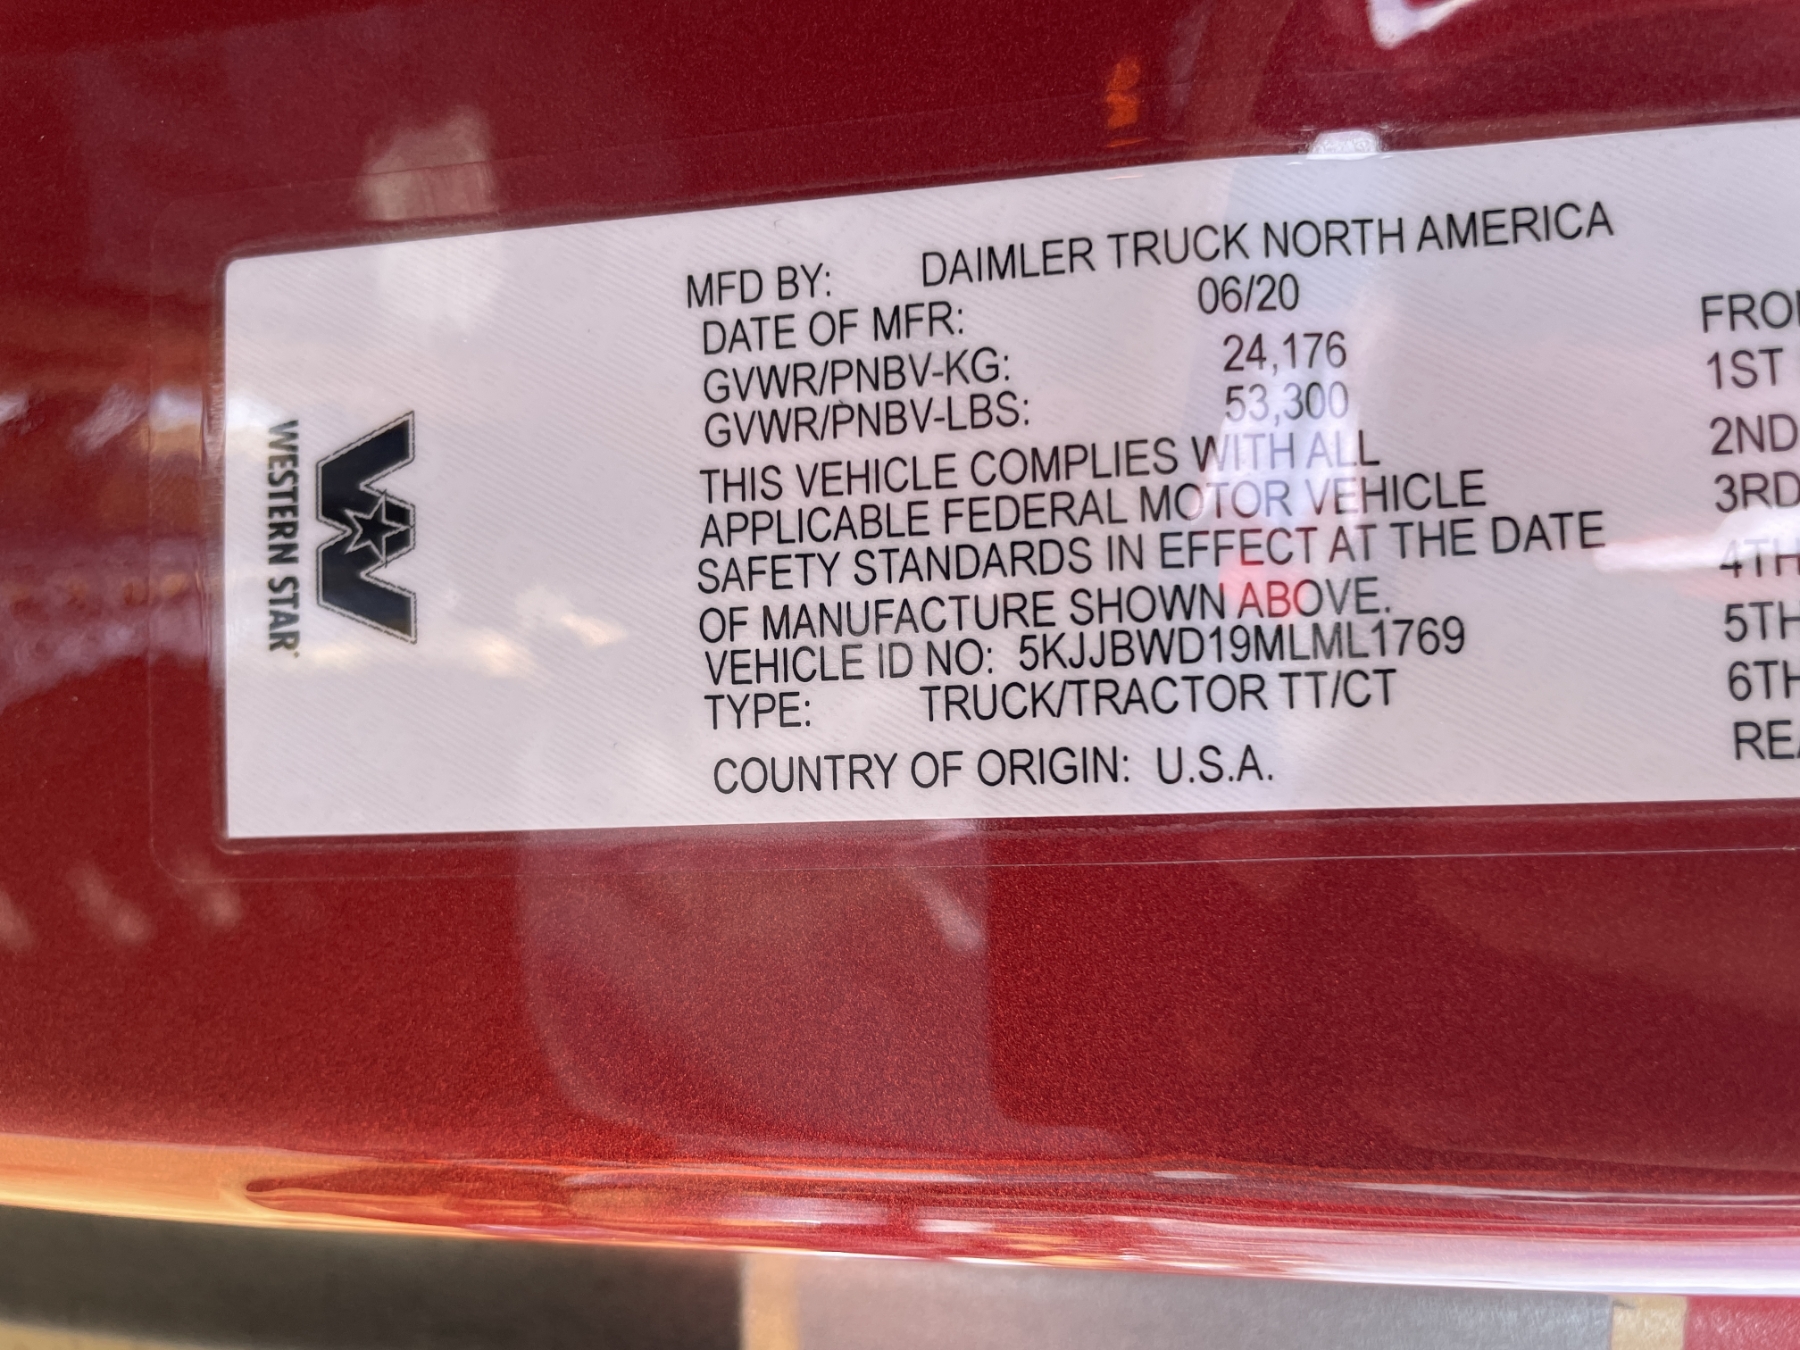 MFD BY: DAIMLER TRUCK NORTH AMERICA
DATE OF MFR: 06/20
GVWR/PNBV-KG: 24,176
GVWR/PNBV-LBS: 53,300
THIS VEHICLE COMPLIES WITH ALL
APPLICABLE FEDERAL MOTOR VEHICLE
SAFETY STANDARDS IN EFFECT AT THE DATE
OF MANUFACTURE SHOWN ABOVE.
VEHICLE ID NO: 5KJJBWD19MLML1769
TYPE: TRUCK/TRACTOR TT/CT
COUNTRY OF ORIGIN: U.S.A.
WESTERN STAR
1ST
2ND
3RD
4TH
5TH
6TH